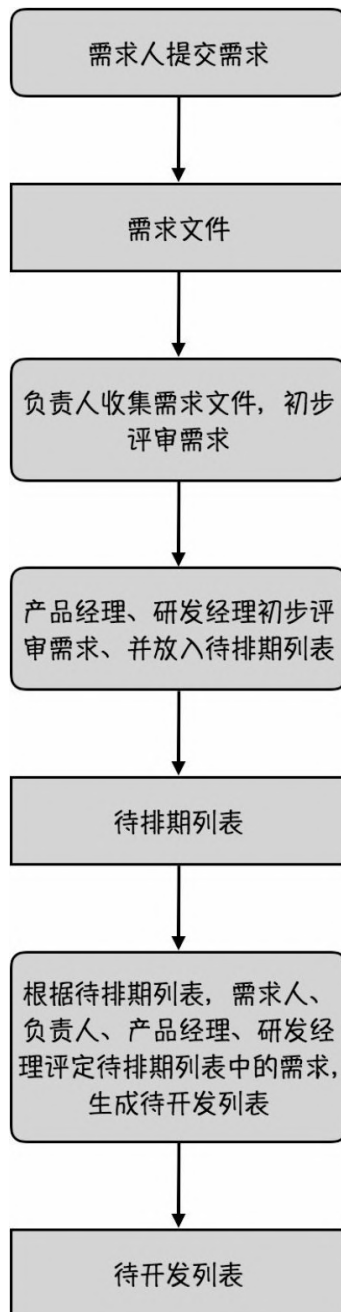 需求人提交需求
需求文件
负责人收集需求文件，初步
评审需求
产品经理、研发经理初步评
审需求、并放入待排期列表
待排期列表
根据待排期列表，需求人、
负责人、产品经理、研发经
理评定待排期列表中的需求，
生成待开发列表
待开发列表